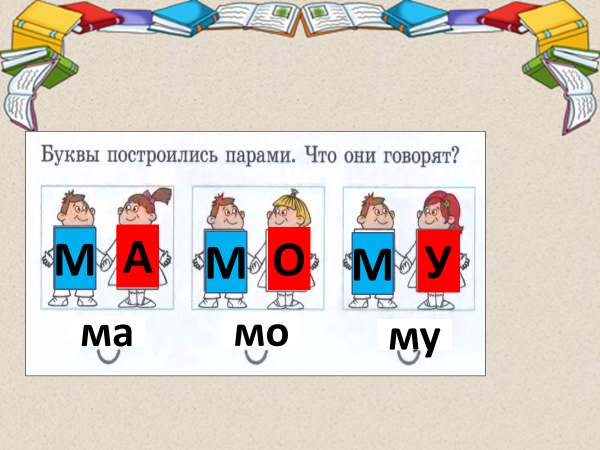 Буквы построились парами. Что они говорят?
М А М О М У
ма мо му